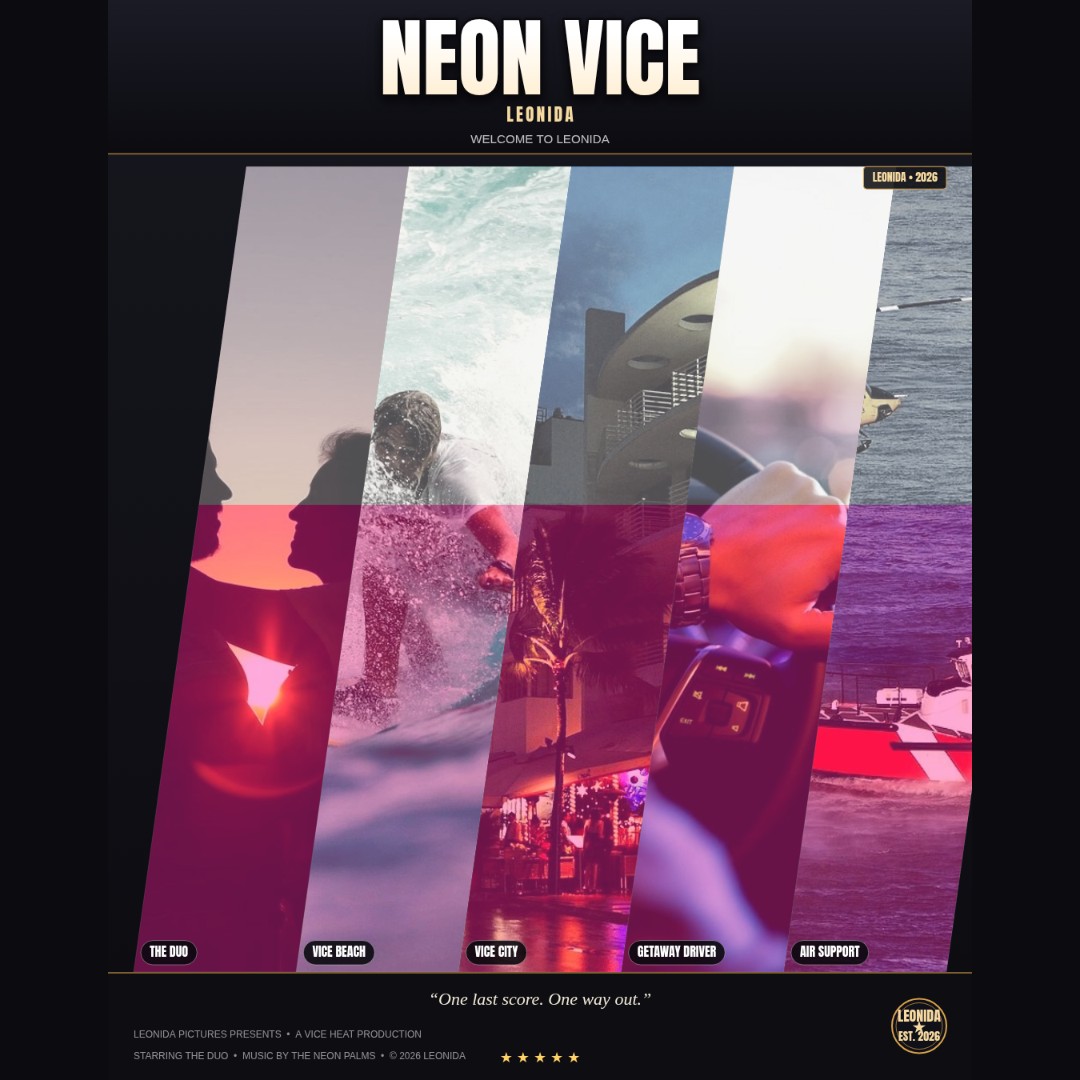 NEON VICE
LEONIDA
WELCOME TO LEONIDA
LEONIDA • 2026
EXIT
THE DUO
VICE BEACH
VICE CITY
GETAWAY DRIVER
AIR SUPPORT
“One last score. One way out.”
LEONIDA PICTURES PRESENTS • A VICE HEAT PRODUCTION
STARRING THE DUO • MUSIC BY THE NEON PALMS • © 2026 LEONIDA
★★★★★
LEONIDA
★
EST. 2026